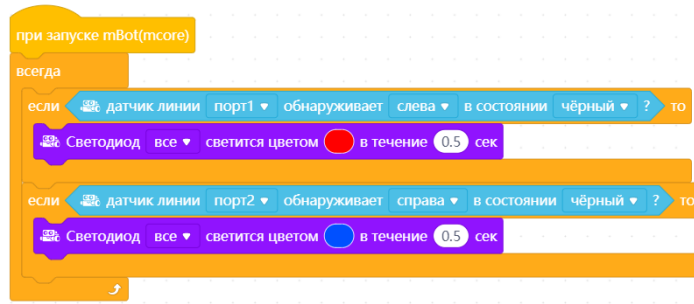 при запуске mBot(mcore)
всегда
если датчик линии порт1 обнаруживает слева в состоянии чёрный ? то
Светодиод все светится цветом в течение 0.5 сек
если датчик линии порт2 обнаруживает справа в состоянии чёрный ? то
Светодиод все светится цветом в течение 0.5 сек